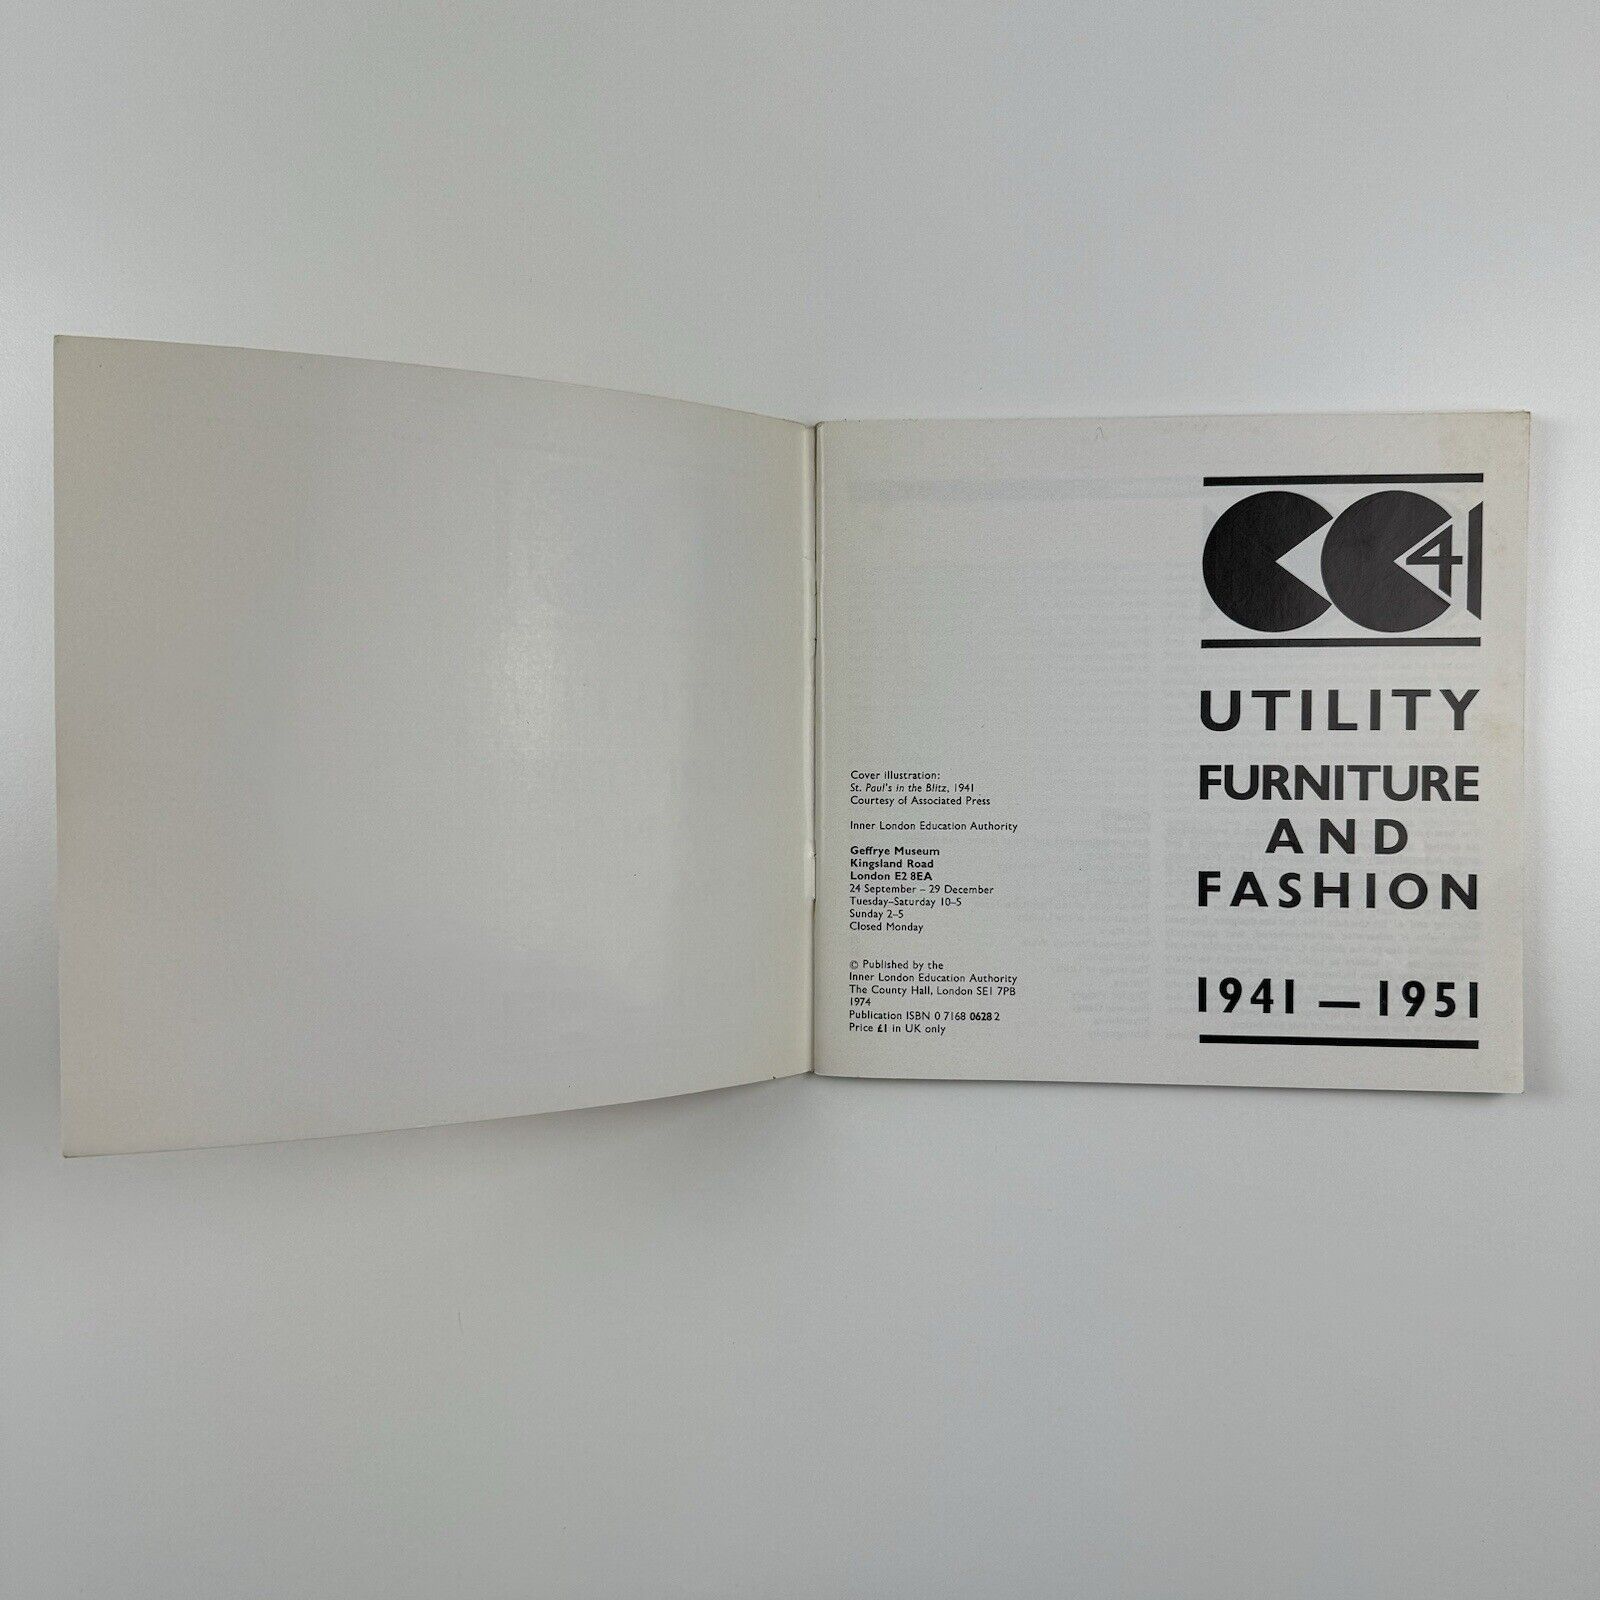 Cover illustration:
St. Paul's in the Blitz, 1941
Courtesy of Associated Press
Inner London Education Authority
Geffrye Museum
Kingsland Road
London E2 8EA
24 September – 29 December
Tuesday–Saturday 10–5
Sunday 2–5
Closed Monday
© Published by the
Inner London Education Authority
The County Hall, London SE1 7PB
1974
Publication ISBN 0 7168 0628 2
Price £1 in UK only
CC41
UTILITY
FURNITURE
AND
FASHION
1941 — 1951